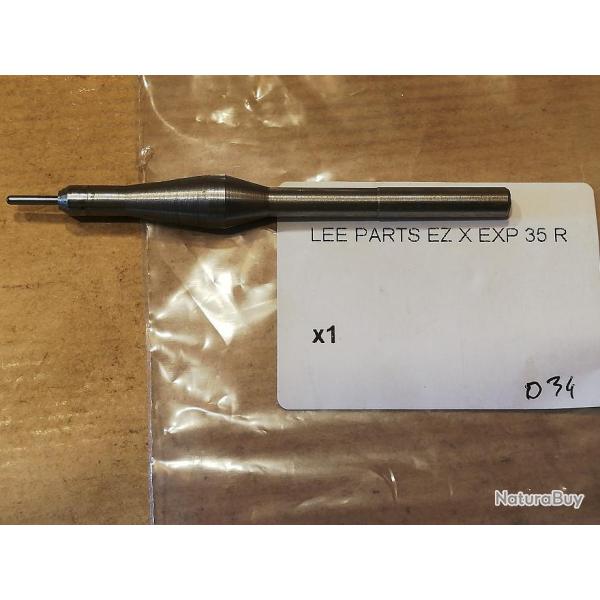 LEE PARTS EZ X EXP 35 R
x1
034
NaturaBuy